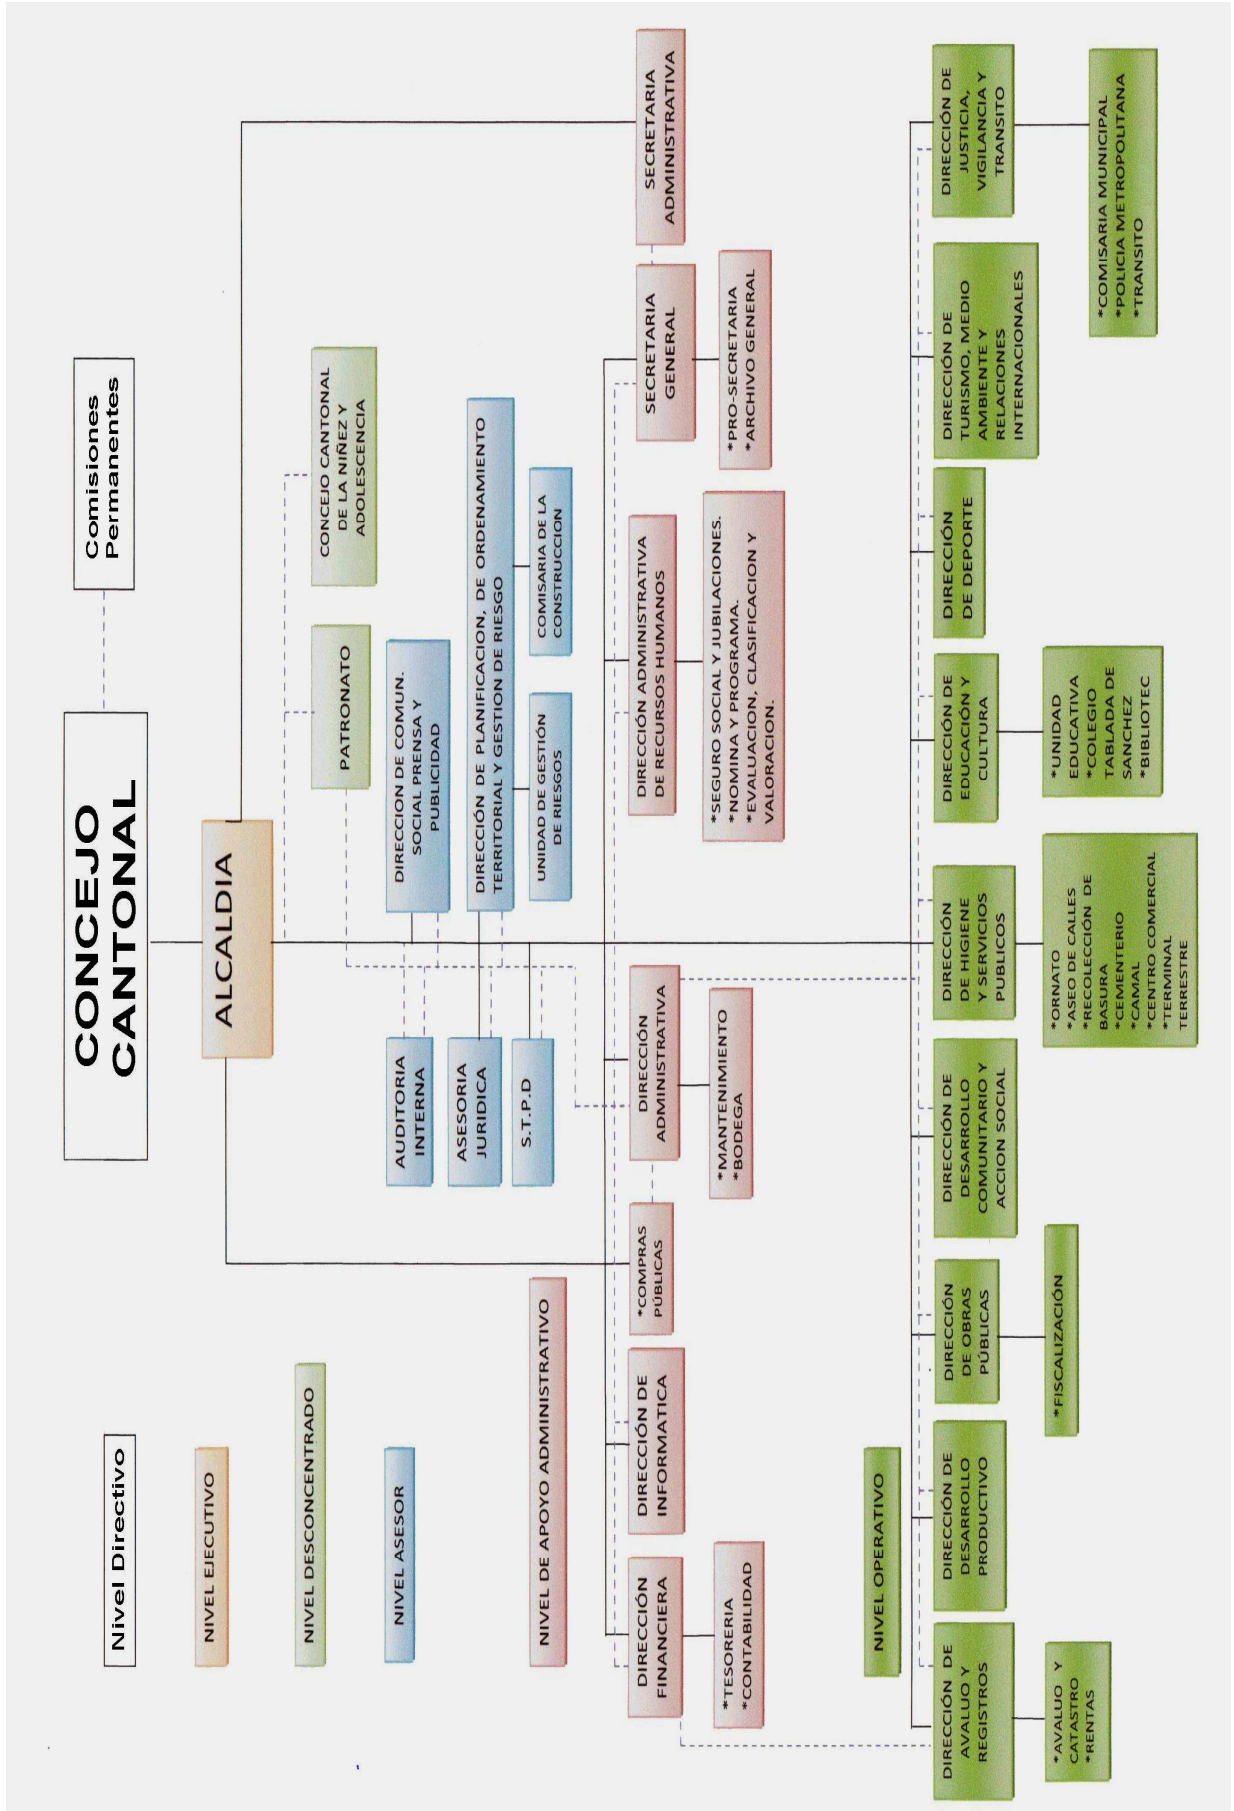 CONCEJO
CANTONAL
Comisiones
Permanentes
Nivel Directivo
NIVEL EJECUTIVO
ALCALDIA
NIVEL DESCONCENTRADO
PATRONATO
CONCEJO CANTONAL
DE LA NIÑEZ Y
ADOLESCENCIA
NIVEL ASESOR
AUDITORIA
INTERNA
DIRECCION DE COMUN.
SOCIAL PRENSA Y
PUBLICIDAD
ASESORIA
JURIDICA
DIRECCIÓN DE PLANIFICACION, DE ORDENAMIENTO
TERRITORIAL Y GESTION DE RIESGO
S.T.P.D
UNIDAD DE GESTIÓN
DE RIESGOS
COMISARIA DE LA
CONSTRUCCION
NIVEL DE APOYO ADMINISTRATIVO
DIRECCIÓN
FINANCIERA
DIRECCIÓN DE
INFORMATICA
*COMPRAS
PÚBLICAS
DIRECCIÓN
ADMINISTRATIVA
DIRECCIÓN ADMINISTRATIVA
DE RECURSOS HUMANOS
SECRETARIA
GENERAL
SECRETARIA
ADMINISTRATIVA
*TESORERIA
*CONTABILIDAD
*MANTENIMIENTO
*BODEGA
*SEGURO SOCIAL Y JUBILACIONES.
*NOMINA Y PROGRAMA.
*EVALUACION, CLASIFICACION Y
VALORACION.
*PRO-SECRETARIA
*ARCHIVO GENERAL
NIVEL OPERATIVO
DIRECCIÓN DE
AVALUO Y
REGISTROS
DIRECCIÓN DE
DESARROLLO
PRODUCTIVO
DIRECCIÓN
DE OBRAS
PÚBLICAS
DIRECCIÓN DE
DESARROLLO
COMUNITARIO Y
ACCION SOCIAL
DIRECCIÓN
DE HIGIENE
Y SERVICIOS
PUBLICOS
DIRECCIÓN DE
EDUCACIÓN Y
CULTURA
DIRECCIÓN
DE DEPORTE
DIRECCIÓN DE
TURISMO, MEDIO
AMBIENTE Y
RELACIONES
INTERNACIONALES
DIRECCIÓN DE
JUSTICIA,
VIGILANCIA Y
TRANSITO
*AVALUO Y
CATASTRO
*RENTAS
*FISCALIZACIÓN
*ORNATO
*ASEO DE CALLES
*RECOLECCIÓN DE
BASURA
*CEMENTERIO
*CAMAL
*CENTRO COMERCIAL
*TERMINAL
TERRESTRE
*UNIDAD
EDUCATIVA
*COLEGIO
TABLADA DE
SANCHEZ
*BIBLIOTEC
*COMISARIA MUNICIPAL
*POLICIA METROPOLITANA
*TRANSITO